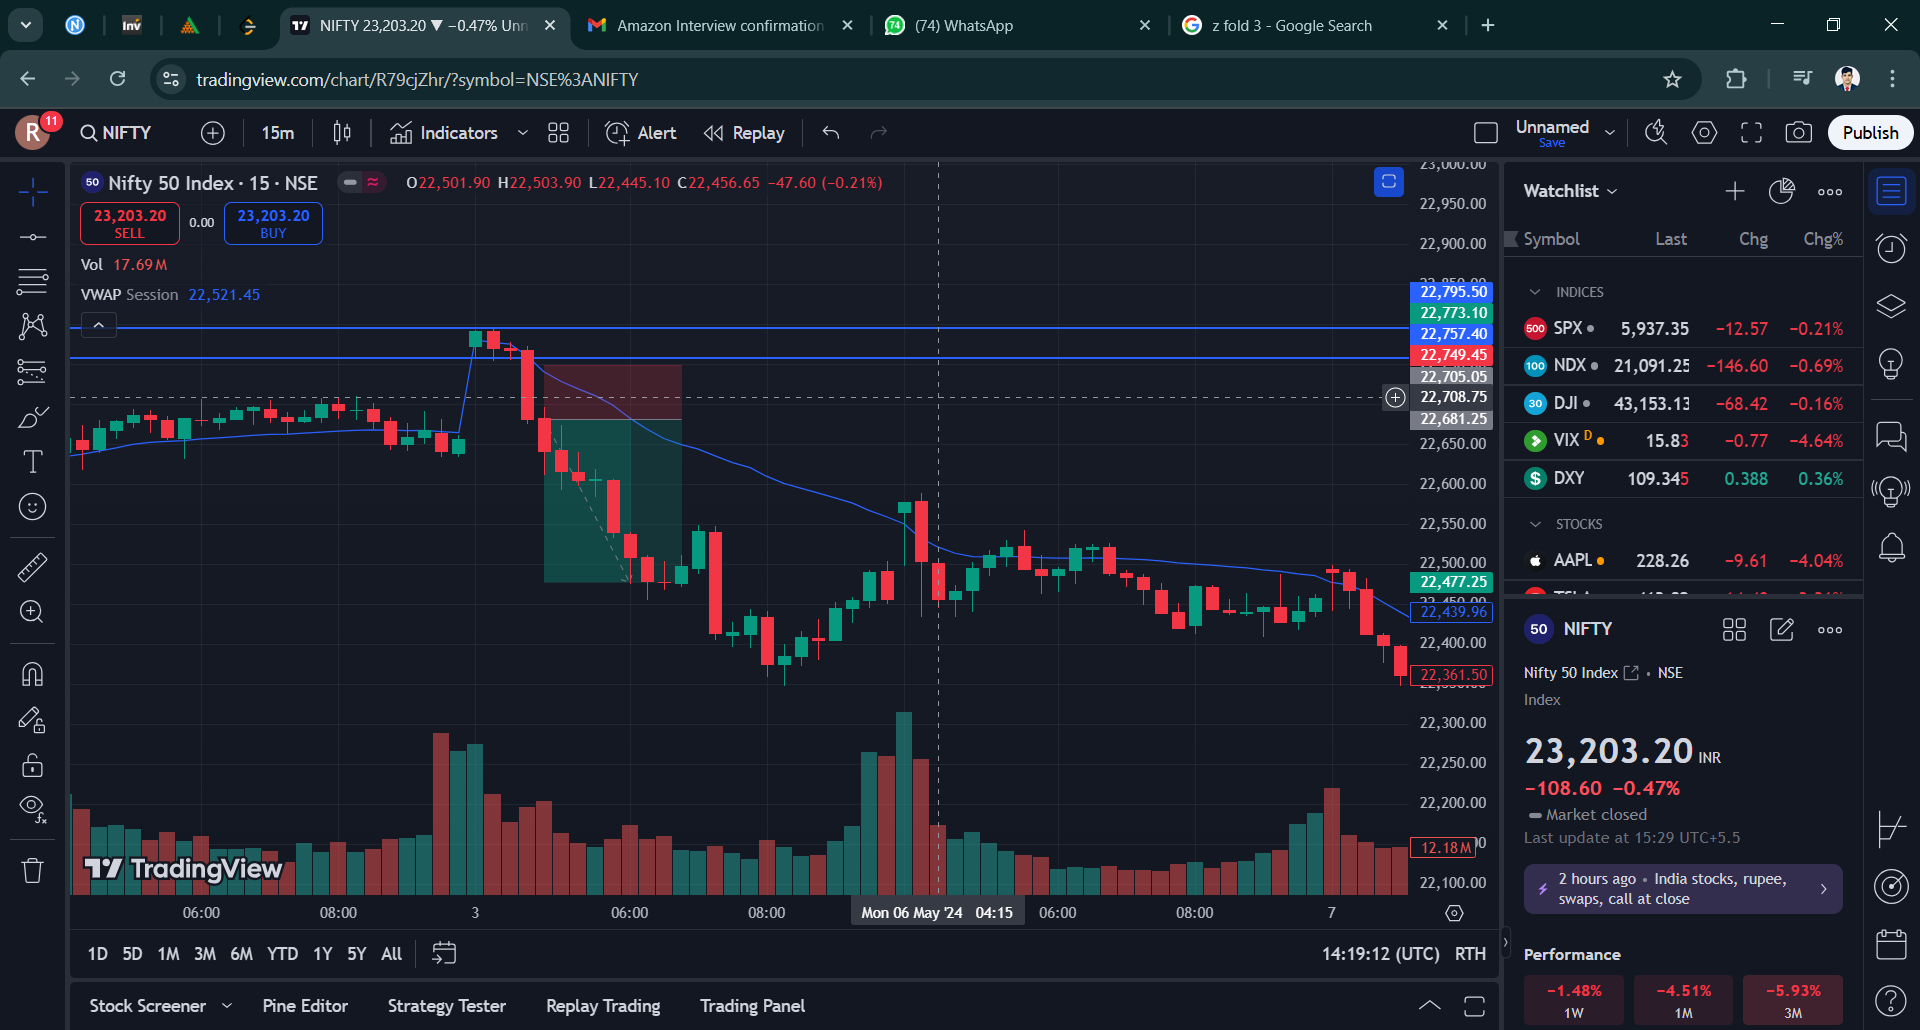 Inv
NIFTY 23,203.20 ▼ −0.47% Unn
Amazon Interview confirmation
74
(74) WhatsApp
z fold 3 - Google Search
tradingview.com/chart/R79cjZhr/?symbol=NSE%3ANIFTY
R
11
NIFTY
15m
Indicators
Alert
Replay
Unnamed
Save
Publish
50 Nifty 50 Index · 15 · NSE
O22,501.90 H22,503.90 L22,445.10 C22,456.65 −47.60 (−0.21%)
23,203.20
SELL
0.00
23,203.20
BUY
Vol 17.69 M
VWAP Session 22,521.45
23,000.00
22,950.00
22,900.00
22,795.50
22,773.10
22,757.40
22,749.45
22,705.05
22,708.75
22,681.25
22,650.00
22,600.00
22,550.00
22,500.00
22,477.25
22,439.96
22,400.00
22,361.50
22,300.00
22,250.00
22,200.00
12.18 M
22,100.00
TradingView
06:00
08:00
3
06:00
08:00
Mon 06 May '24 04:15
06:00
08:00
7
1D 5D 1M 3M 6M YTD 1Y 5Y All
14:19:12 (UTC) RTH
Stock Screener
Pine Editor
Strategy Tester
Replay Trading
Trading Panel
Watchlist
Symbol Last Chg Chg%
INDICES
500 SPX 5,937.35 −12.57 −0.21%
100 NDX 21,091.25 −146.60 −0.69%
30 DJI 43,153.13 −68.42 −0.16%
VIX D 15.83 −0.77 −4.64%
$ DXY 109.345 0.388 0.36%
STOCKS
AAPL 228.26 −9.61 −4.04%
50 NIFTY
Nifty 50 Index • NSE
Index
23,203.20 INR
−108.60 −0.47%
Market closed
Last update at 15:29 UTC+5.5
2 hours ago • India stocks, rupee,
swaps, call at close
Performance
−1.48%
1W
−4.51%
1M
−5.93%
3M